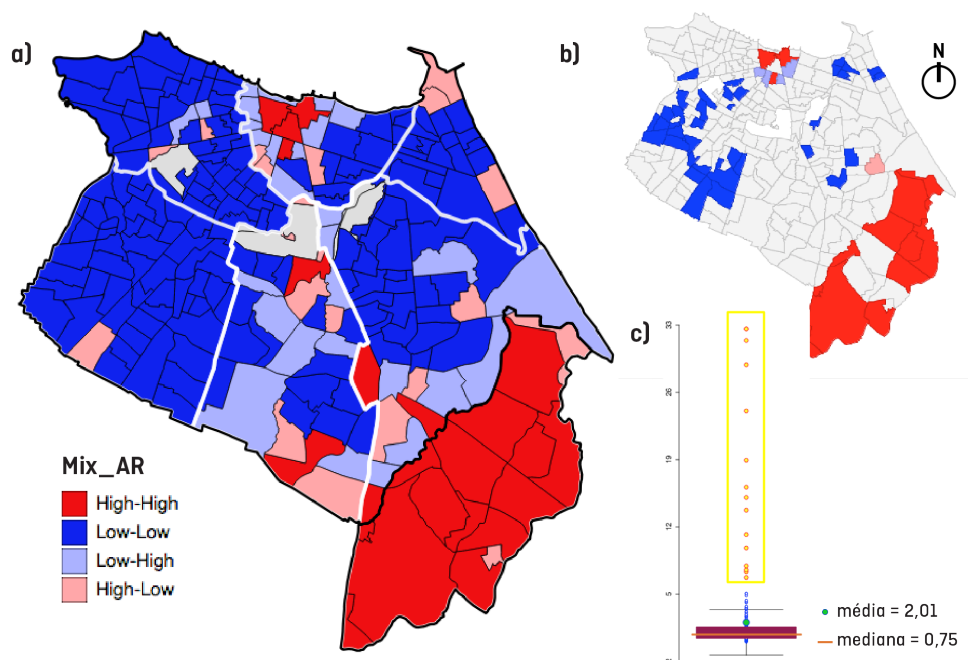 a)
b)
N
c)
33
26
19
12
5
média = 2,01
mediana = 0,75
Mix_AR
High-High
Low-Low
Low-High
High-Low